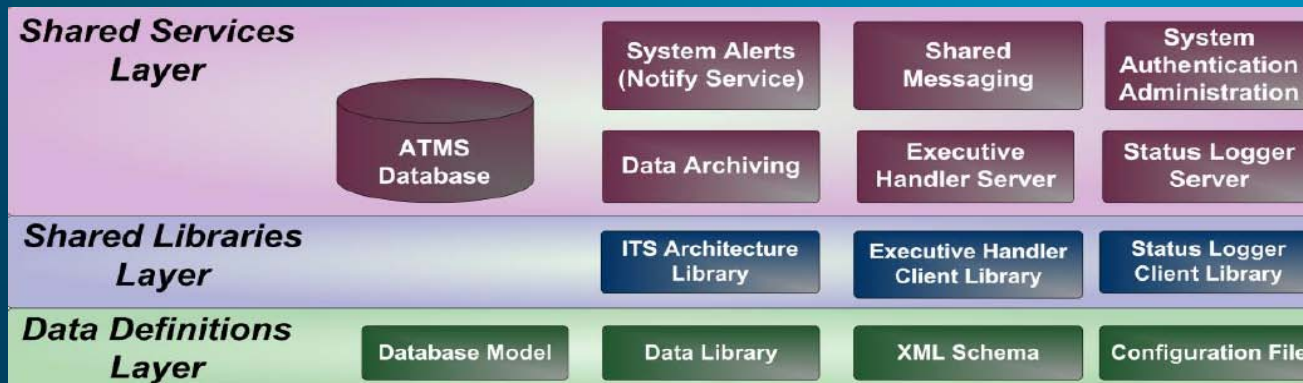 Shared Services
Layer
ATMS
Database
System Alerts
(Notify Service)
Shared
Messaging
System
Authentication
Administration
Data Archiving
Executive
Handler Server
Status Logger
Server
Shared Libraries
Layer
ITS Architecture
Library
Executive Handler
Client Library
Status Logger
Client Library
Data Definitions
Layer
Database Model
Data Library
XML Schema
Configuration File